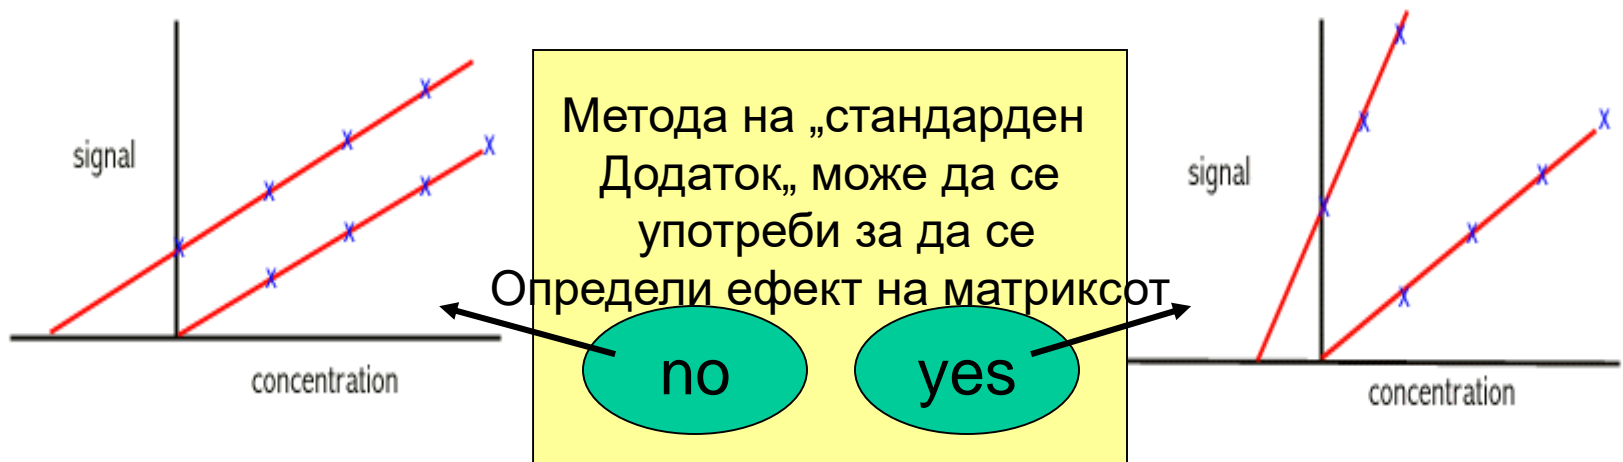 signal
concentration
Метода на „стандарден
Додаток„ може да се
употреби за да се
Определи ефект на матриксот
no
yes
signal
concentration